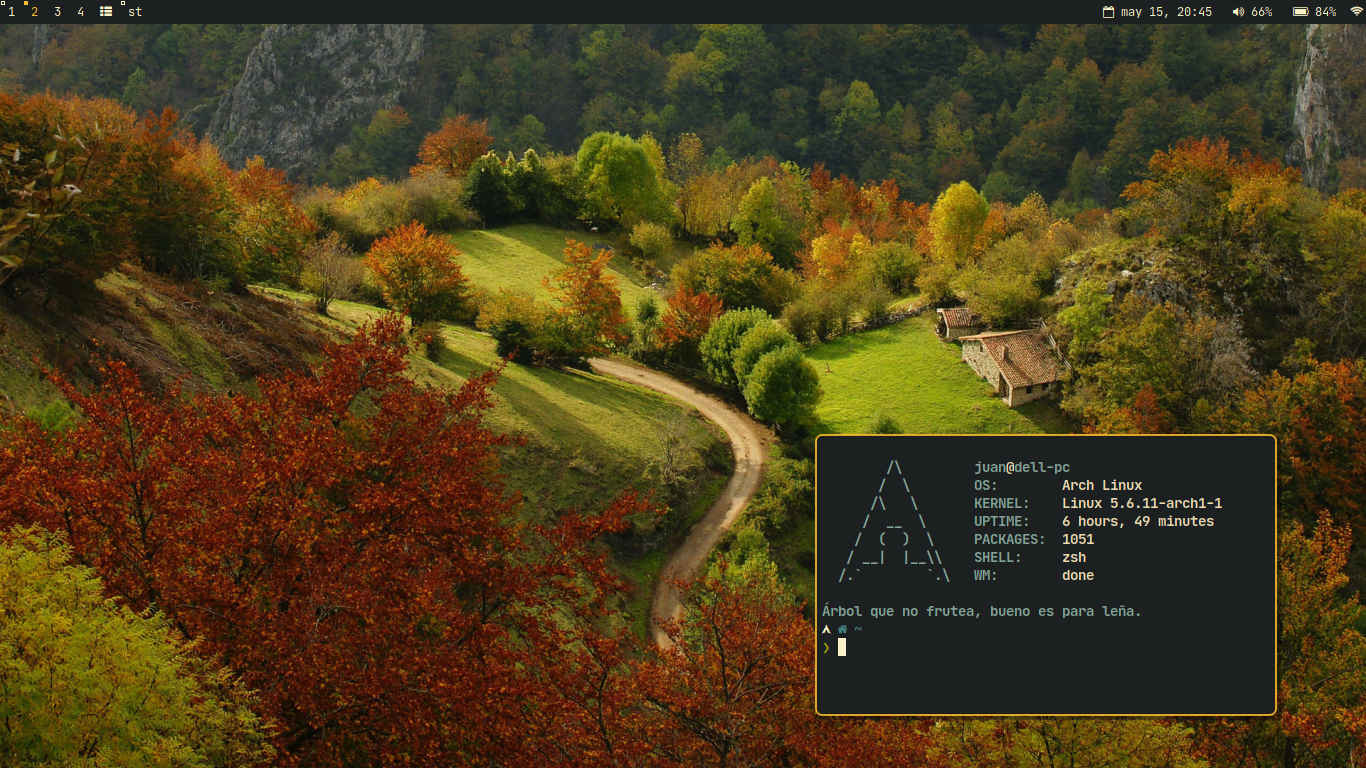 1 2 3 4 st may 15, 20:45 66% 84%
juan@dell-pc
OS: Arch Linux
KERNEL: Linux 5.6.11-arch1-1
UPTIME: 6 hours, 49 minutes
PACKAGES: 1051
SHELL: zsh
WM: done
Árbol que no frutea, bueno es para leña.
~
❯